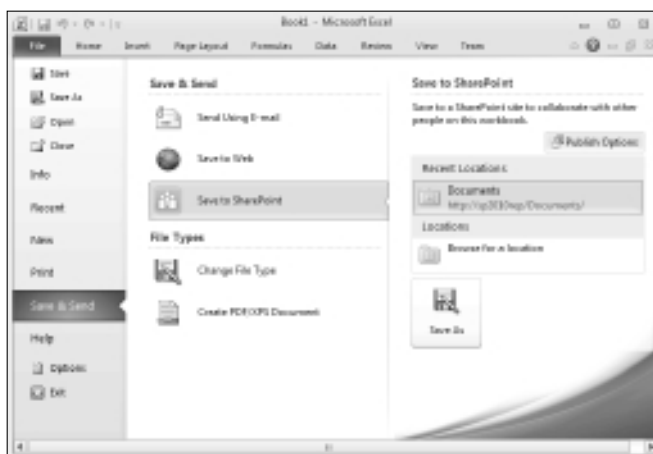 Book1 - Microsoft Excel
File Home Insert Page Layout Formulas Data Review View Team
Save
Save As
Open
Close
Info
Recent
New
Print
Save & Send
Help
Options
Exit
Save & Send
Send Using E-mail
Save to Web
Save to SharePoint
File Types
Change File Type
Create PDF/XPS Document
Save to SharePoint
Save to a SharePoint site to collaborate with other
people on this workbook.
Publish Options
Recent Locations
Documents
Locations
Browse for a location
Save As